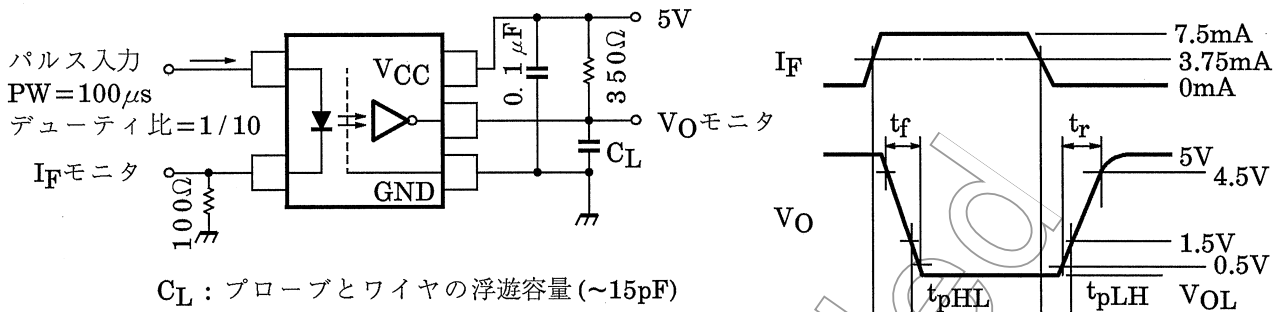 パルス入力
PW=100μs
デューティ比=1/10
IFモニタ
100Ω
VCC
GND
0.1μF
350Ω
5V
VOモニタ
CL
CL : プローブとワイヤの浮遊容量(~15pF)
IF
7.5mA
3.75mA
0mA
tf
tr
VO
5V
4.5V
1.5V
0.5V
VOL
tpHL
tpLH